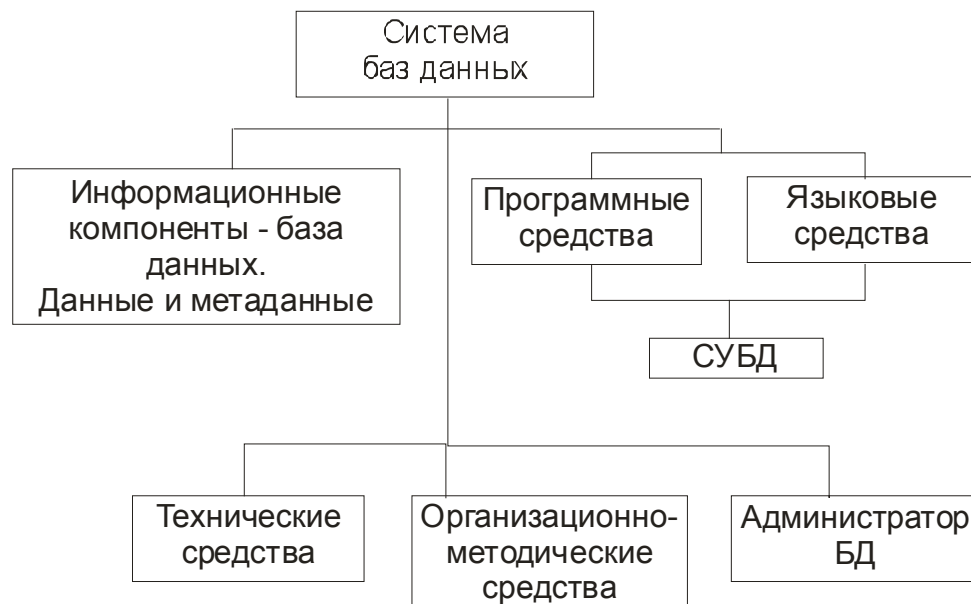 Система
баз данных
Информационные
компоненты - база
данных.
Данные и метаданные
Программные
средства
Языковые
средства
СУБД
Технические
средства
Организационно-
методические
средства
Администратор
БД